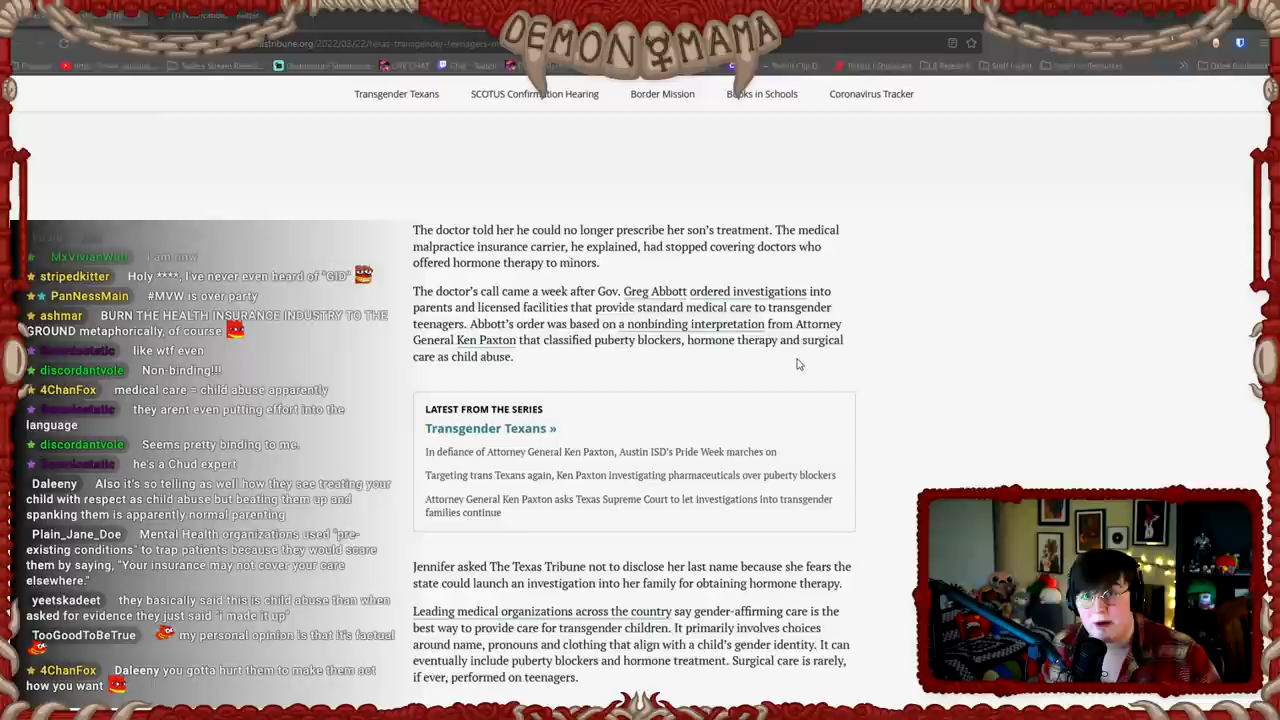 DEMON MAMA
tribune.org/2022/03/22/texas-transgender-teenagers-
Transgender Texans
SCOTUS Confirmation Hearing
Border Mission
Books in Schools
Coronavirus Tracker
The doctor told her he could no longer prescribe her son's treatment. The medical
malpractice insurance carrier, he explained, had stopped covering doctors who
offered hormone therapy to minors.
The doctor's call came a week after Gov. Greg Abbott ordered investigations into
parents and licensed facilities that provide standard medical care to transgender
teenagers. Abbott's order was based on a nonbinding interpretation from Attorney
General Ken Paxton that classified puberty blockers, hormone therapy and surgical
care as child abuse.
LATEST FROM THE SERIES
Transgender Texans »
In defiance of Attorney General Ken Paxton, Austin ISD's Pride Week marches on
Targeting trans Texans again, Ken Paxton investigating pharmaceuticals over puberty blockers
Attorney General Ken Paxton asks Texas Supreme Court to let investigations into transgender
families continue
Jennifer asked The Texas Tribune not to disclose her last name because she fears the
state could launch an investigation into her family for obtaining hormone therapy.
Leading medical organizations across the country say gender-affirming care is the
best way to provide care for transgender children. It primarily involves choices
around name, pronouns and clothing that align with a child's gender identity. It can
eventually include puberty blockers and hormone treatment. Surgical care is rarely,
if ever, performed on teenagers.
I am now
stripedkitter Holy ****, I've never even heard of "GID"
PanNessMain #MVW is over party
ashmar BURN THE HEALTH INSURANCE INDUSTRY TO THE
GROUND metaphorically, of course
like wtf even
discordantvole Non-binding!!!
4ChanFox medical care = child abuse apparently
they arent even putting effort into the
language
discordantvole Seems pretty binding to me.
he's a Chud expert
Daleeny Also it's so telling as well how they see treating your
child with respect as child abuse but beating them up and
spanking them is apparently normal parenting
Plain_Jane_Doe Mental Health organizations used "pre-
existing conditions" to trap patients because they would scare
them by saying, "Your insurance may not cover your care
elsewhere."
yeetskadeet they basically said this is child abuse than when
asked for evidence they just said "i made it up"
TooGoodToBeTrue my personal opinion is that it's factual
4ChanFox Daleeny you gotta hurt them to make them act
how you want